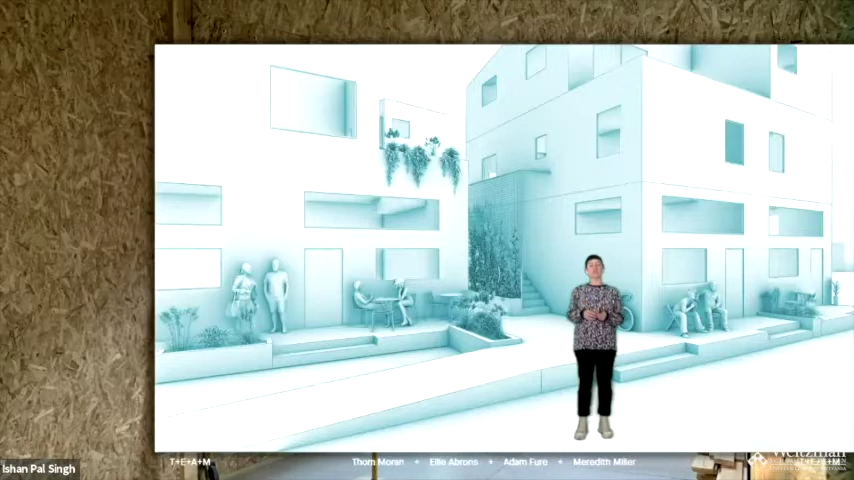 Ishan Pal Singh
T+E+A+M
Thom Moran + Ellie Abrons + Adam Fure + Meredith Miller
Weitzman
T+E+A+M